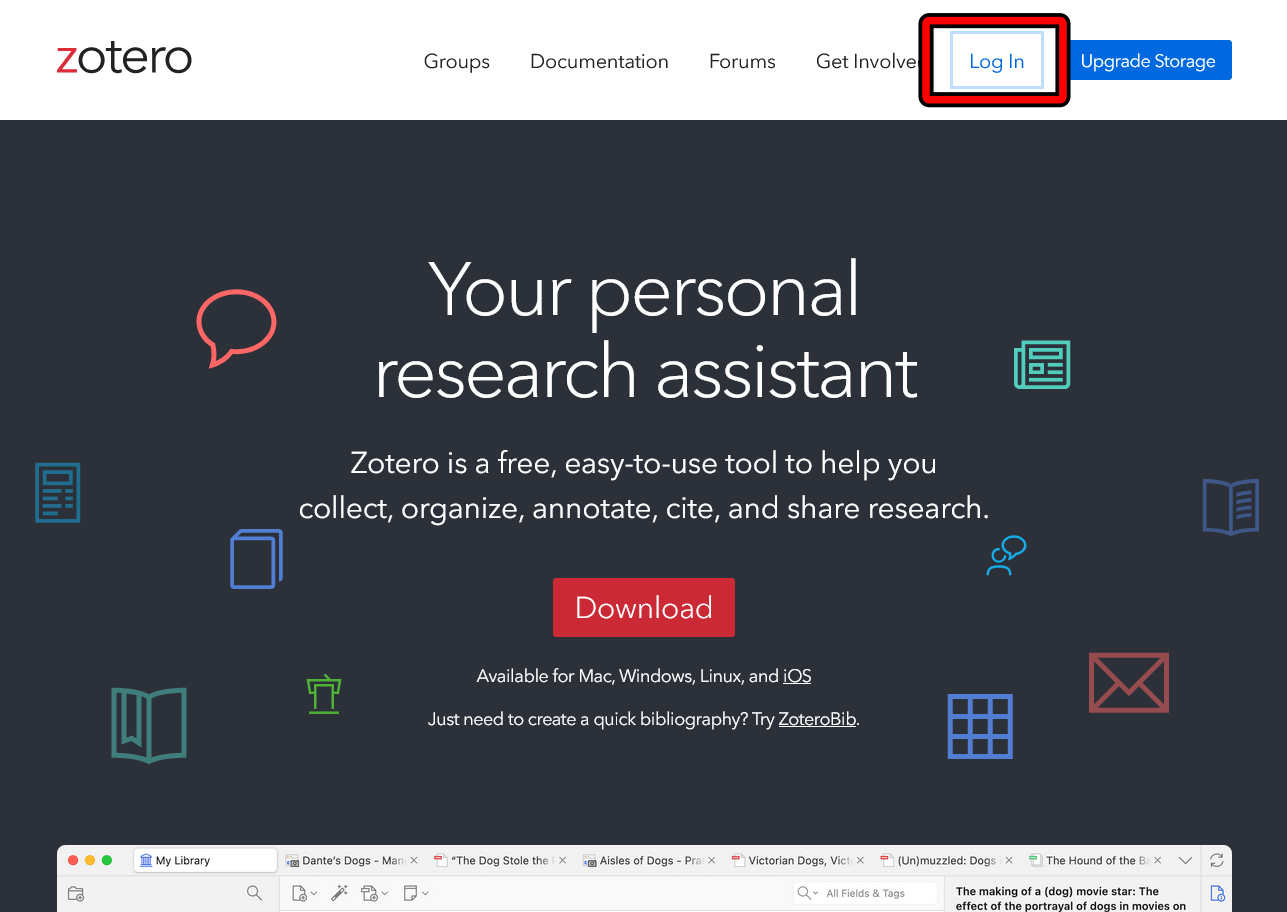 zotero
Groups Documentation Forums Get Involved Log In Upgrade Storage
Your personal
research assistant
Zotero is a free, easy-to-use tool to help you
collect, organize, annotate, cite, and share research.
Download
Available for Mac, Windows, Linux, and iOS
Just need to create a quick bibliography? Try ZoteroBib.
My Library Dante's Dogs - Man "The Dog Stole the Aisles of Dogs - Pra Victorian Dogs, Vict (Un)muzzled: Dogs The Hound of the Ba
All Fields & Tags
The making of a (dog) movie star: The
effect of the portrayal of dogs in movies on